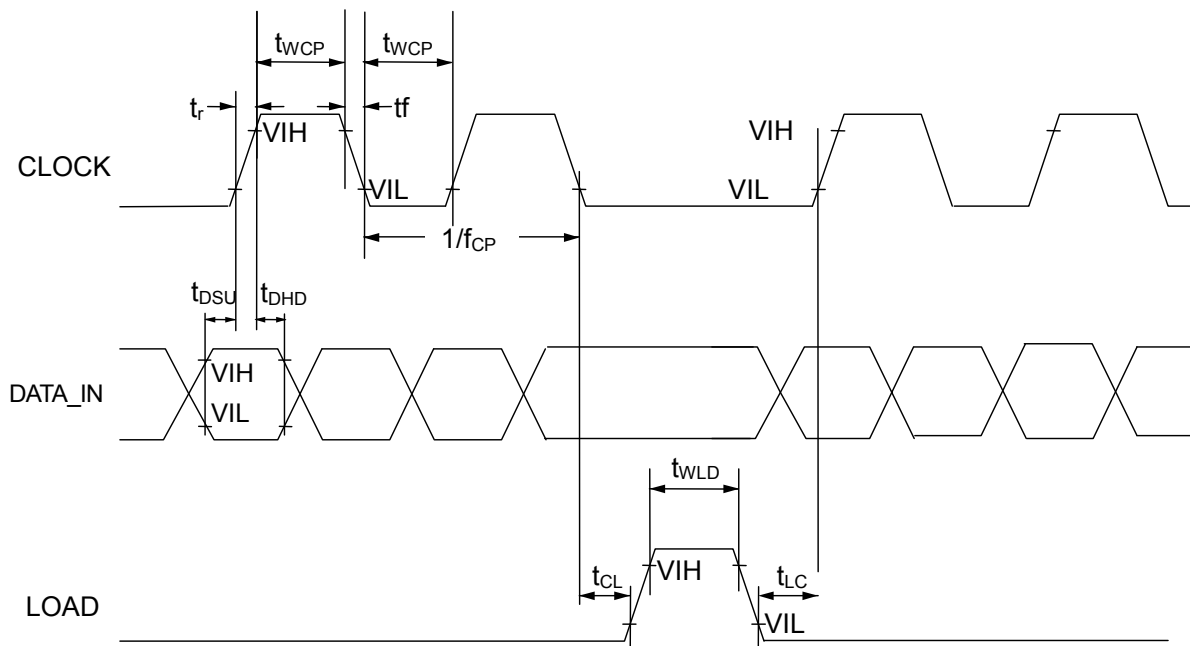 tWCP tWCP
tr tf
VIH VIH
CLOCK
VIL VIL
1/fCP
tDSU tDHD
VIH
DATA_IN
VIL
tWLD
tCL VIH tLC
LOAD
VIL